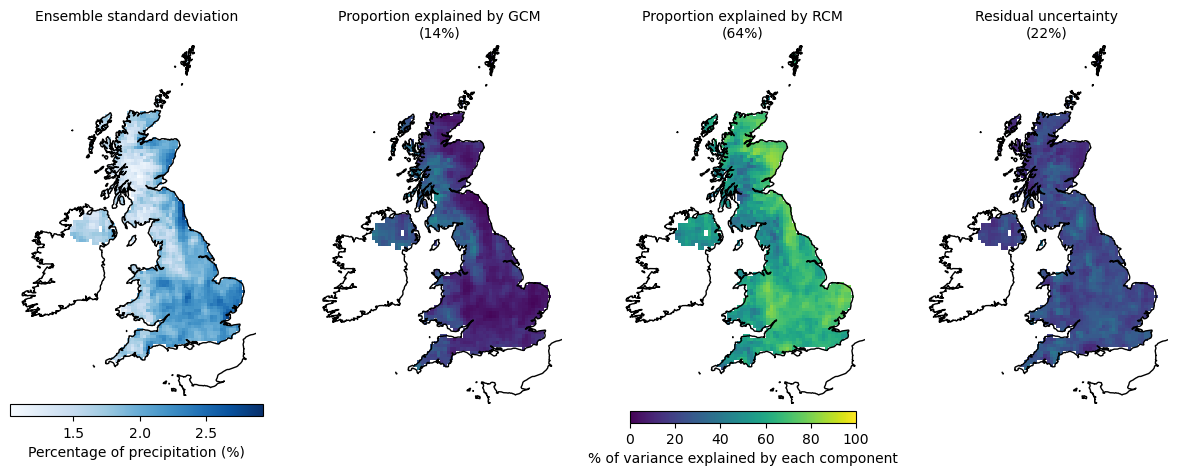 Ensemble standard deviation
Proportion explained by GCM
(14%)
Proportion explained by RCM
(64%)
Residual uncertainty
(22%)
1.5 2.0 2.5
Percentage of precipitation (%)
0 20 40 60 80 100
% of variance explained by each component